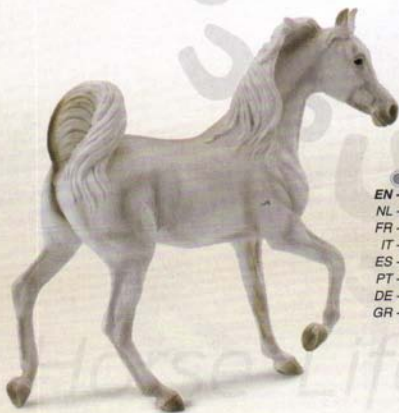 EN -
NL -
FR -
IT -
ES -
PT -
DE -
GR -
Horse Life